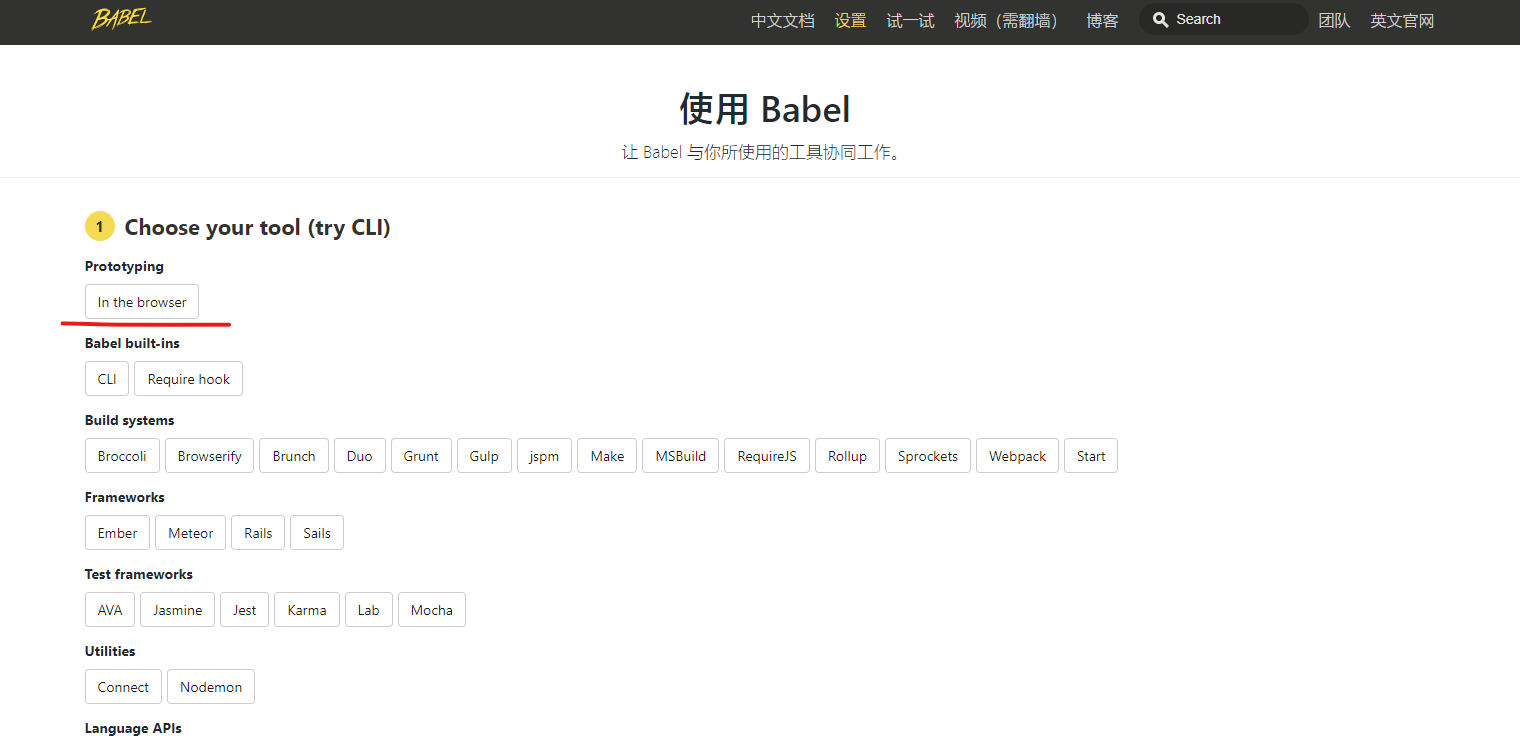 BABEL 中文文档 设置 试一试 视频（需翻墙） 博客 Search 团队 英文官网
使用 Babel
让 Babel 与你所使用的工具协同工作。
1 Choose your tool (try CLI)
Prototyping
In the browser
Babel built-ins
CLI Require hook
Build systems
Broccoli Browserify Brunch Duo Grunt Gulp jspm Make MSBuild RequireJS Rollup Sprockets Webpack Start
Frameworks
Ember Meteor Rails Sails
Test frameworks
AVA Jasmine Jest Karma Lab Mocha
Utilities
Connect Nodemon
Language APIs